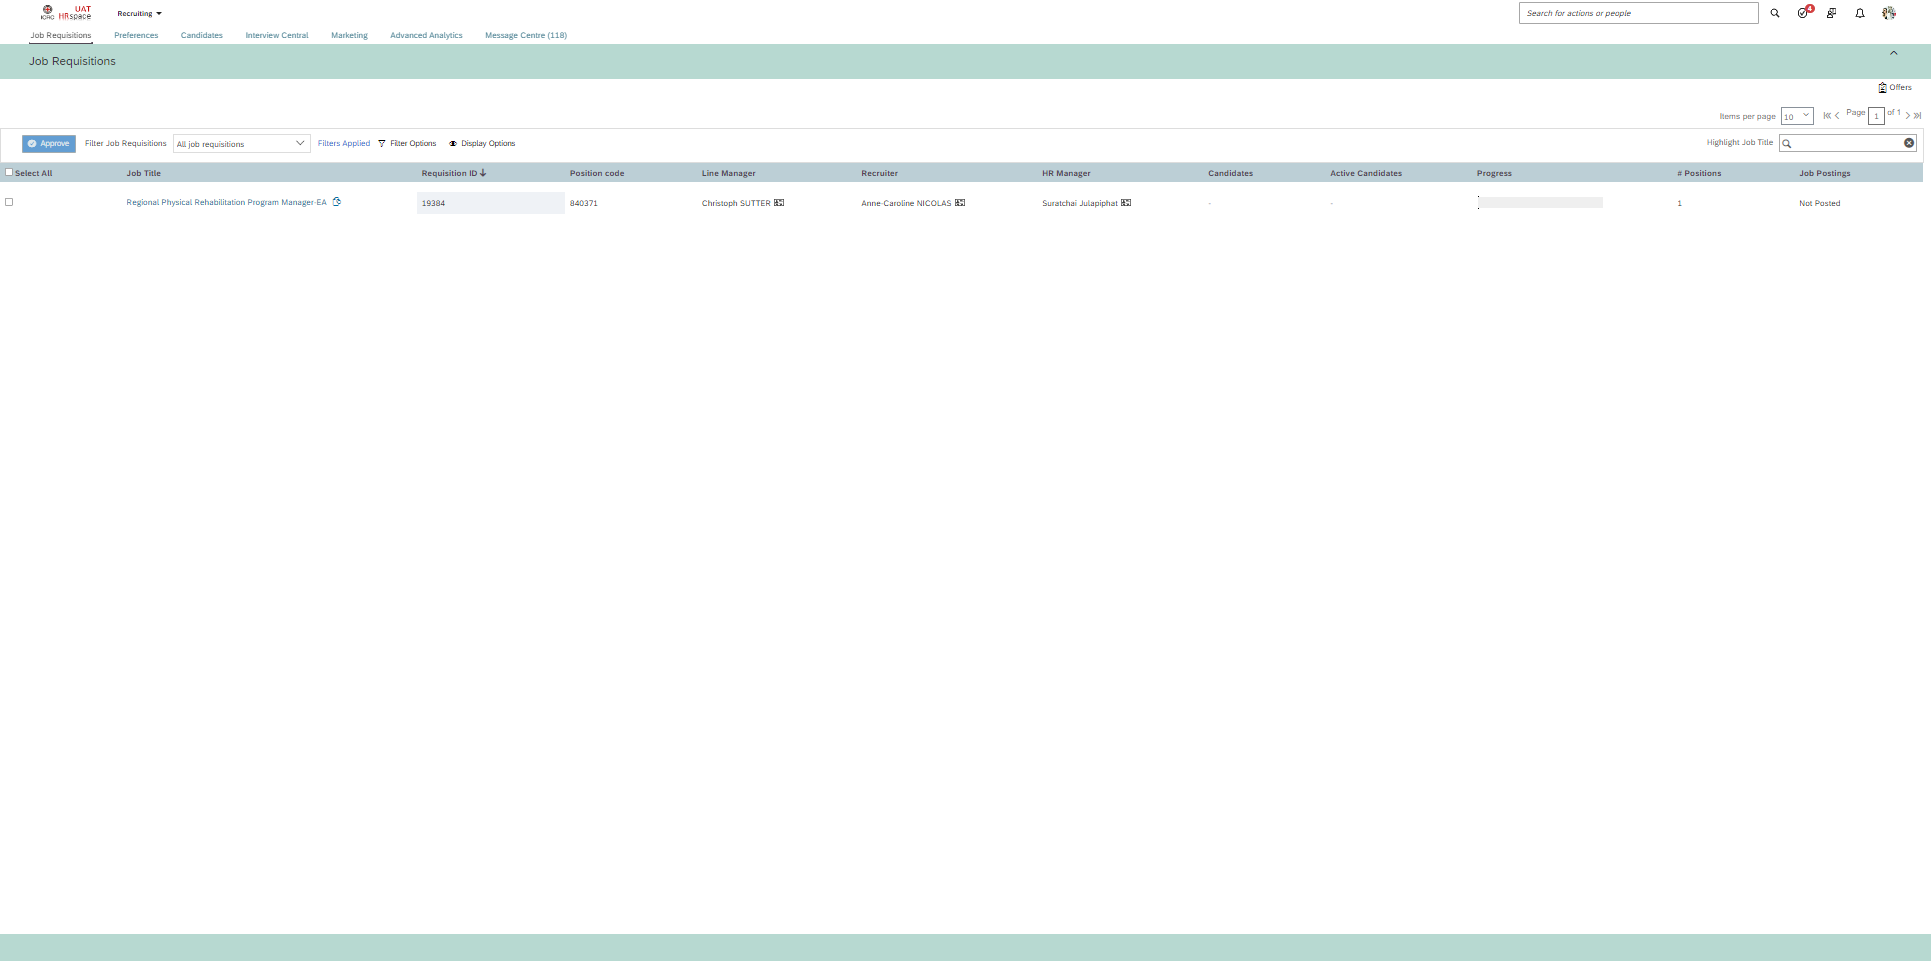 UAT
ICRC HRspace
Recruiting
Search for actions or people
4
Job Requisitions Preferences Candidates Interview Central Marketing Advanced Analytics Message Centre (118)
Job Requisitions
Offers
Items per page 10 Page 1 of 1
Approve Filter Job Requisitions All job requisitions Filters Applied Filter Options Display Options Highlight Job Title
Select All Job Title Requisition ID Position code Line Manager Recruiter HR Manager Candidates Active Candidates Progress # Positions Job Postings
Regional Physical Rehabilitation Program Manager-EA 19384 840371 Christoph SUTTER Anne-Caroline NICOLAS Suratchai Julapiphat - - 1 Not Posted